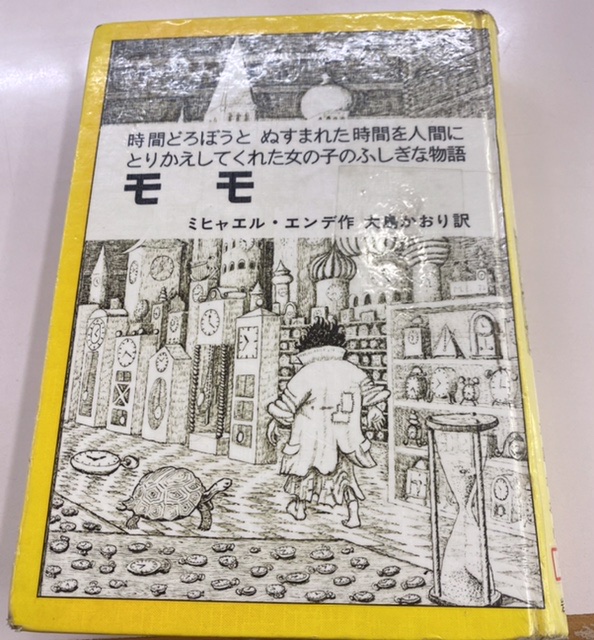 時間どろぼうと ぬすまれた時間を人間に
とりかえしてくれた女の子のふしぎな物語
モモ
ミヒャエル・エンデ作 大島かおり訳